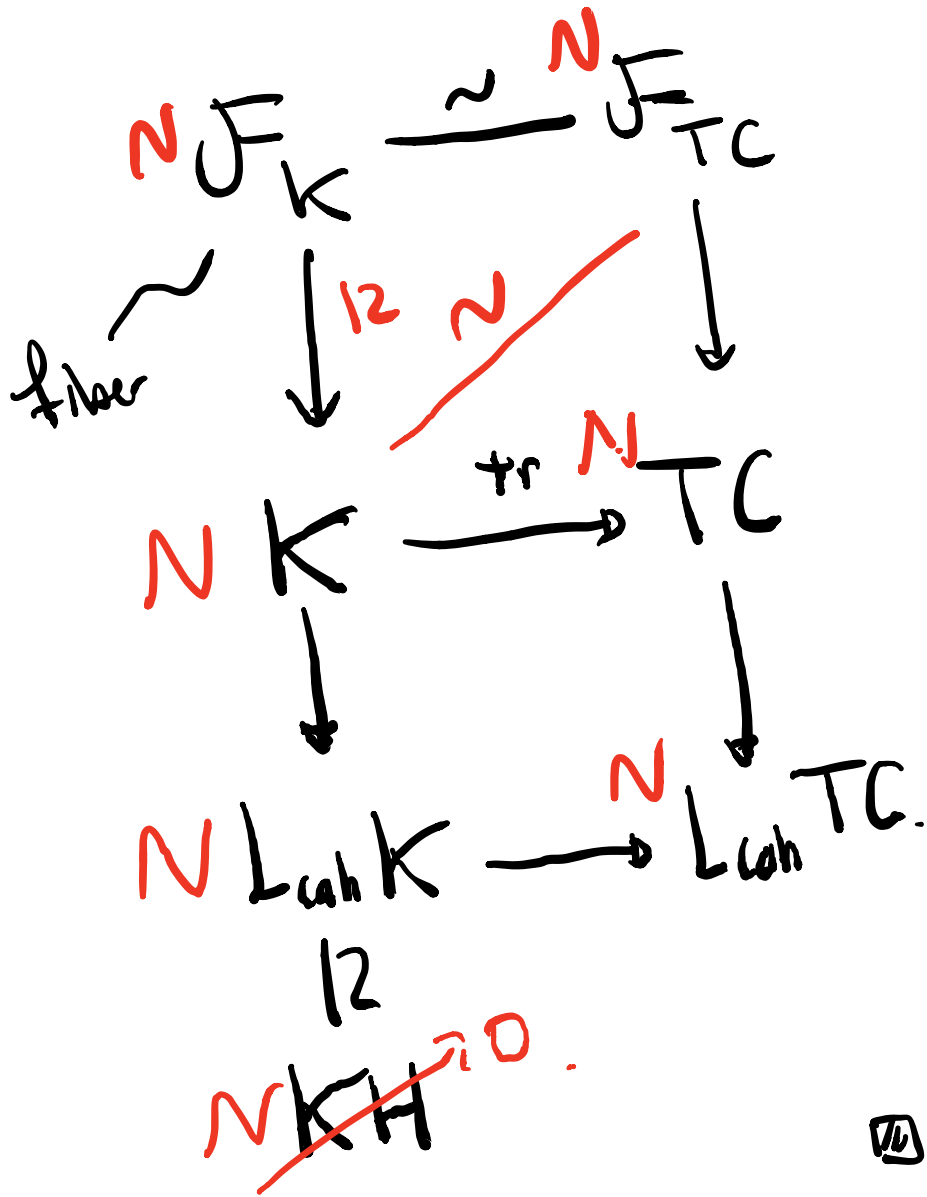 N F_K ~ N F_TC
fiber
≃ N
N K tr N TC
N L_cdh K N L_cdh TC.
≃
N KH 0.